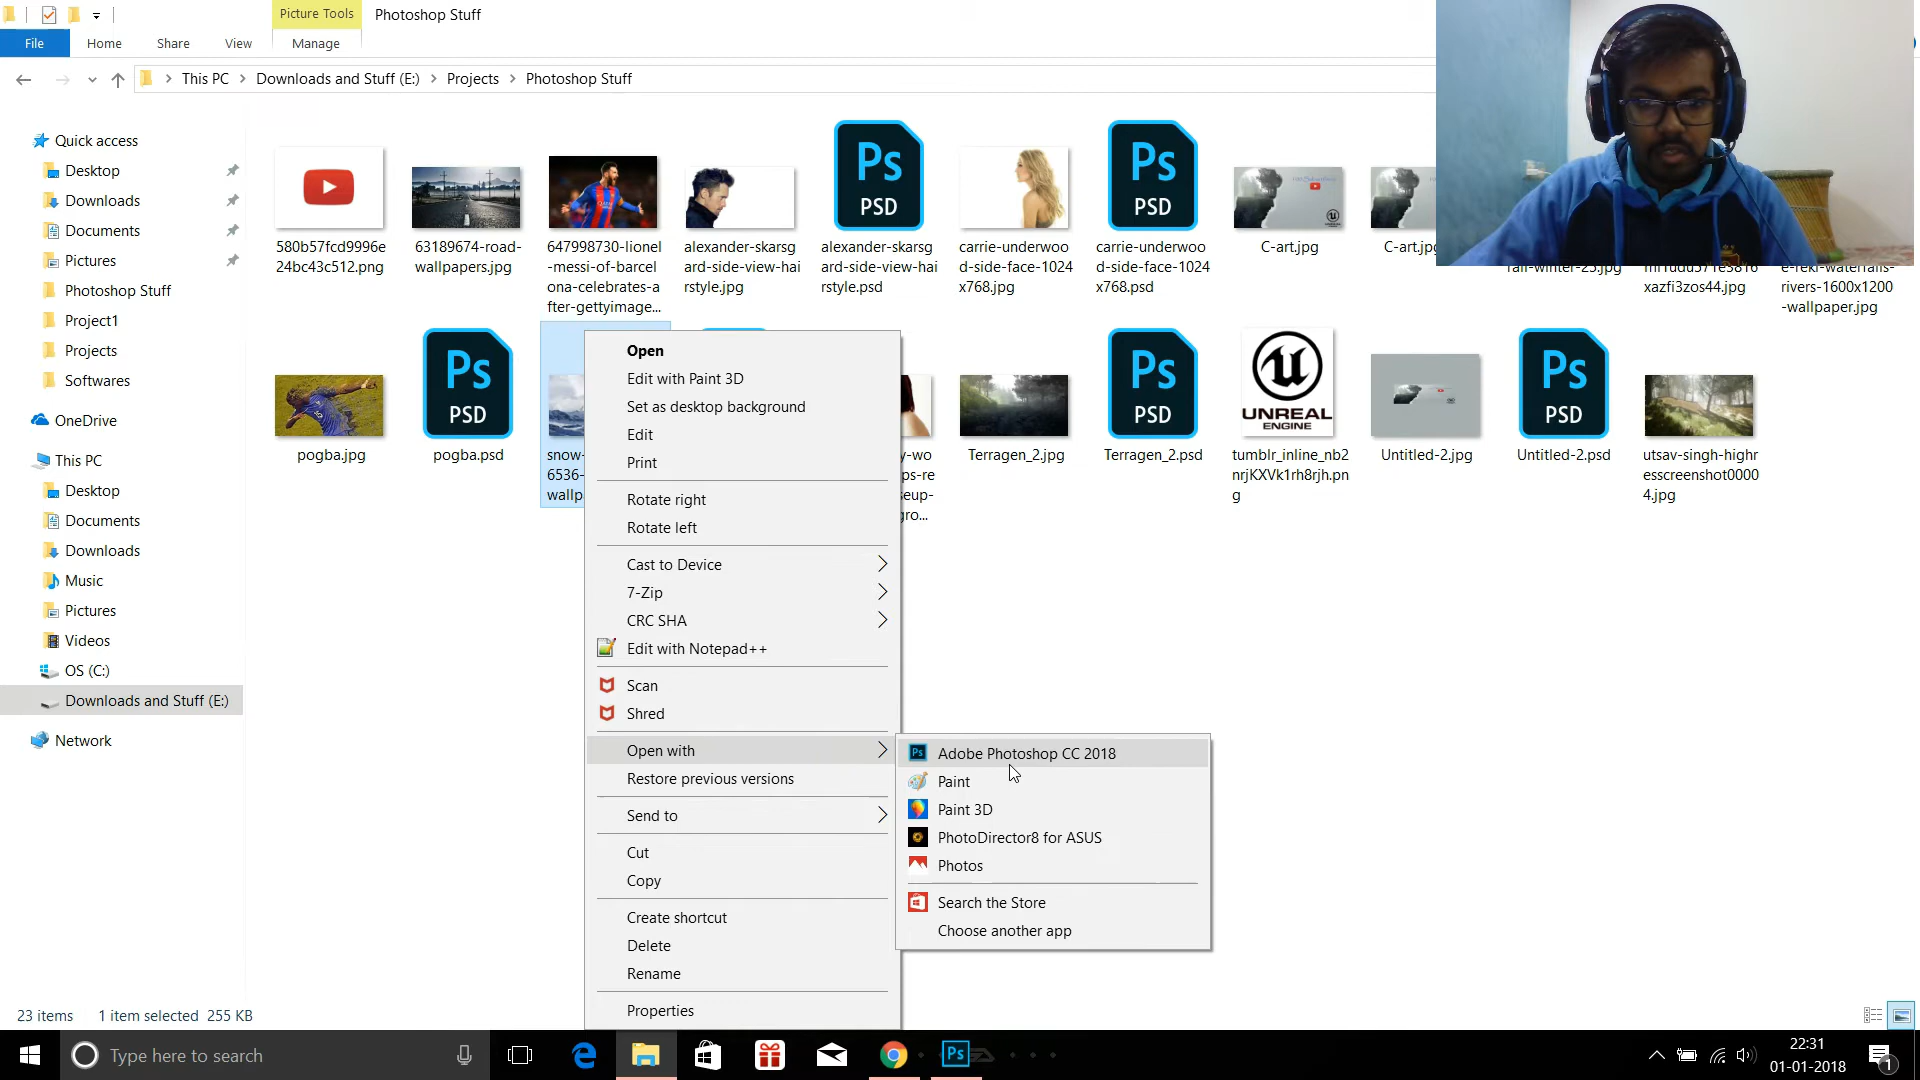 Picture Tools
Photoshop Stuff
File
Home
Share
View
Manage
This PC
Downloads and Stuff (E:)
Projects
Photoshop Stuff
Quick access
Desktop
Downloads
Documents
Pictures
Photoshop Stuff
Project1
Projects
Softwares
OneDrive
This PC
Desktop
Documents
Downloads
Music
Pictures
Videos
OS (C:)
Downloads and Stuff (E:)
Network
580b57fcd9996e
24bc43c512.png
63189674-road-
wallpapers.jpg
647998730-lionel
-messi-of-barcel
ona-celebrates-a
fter-gettyimage...
alexander-skarsg
ard-side-view-hai
rstyle.jpg
Ps
PSD
alexander-skarsg
ard-side-view-hai
rstyle.psd
carrie-underwoo
d-side-face-1024
x768.jpg
Ps
PSD
carrie-underwoo
d-side-face-1024
x768.psd
C-art.jpg
C-art.jpg
xazfi3zos44.jpg
rivers-1600x1200
-wallpaper.jpg
pogba.jpg
Ps
PSD
pogba.psd
snow-
6536-
wallp
y-wo
ps-re
seup-
gro...
Terragen_2.jpg
Ps
PSD
Terragen_2.psd
UNREAL
ENGINE
tumblr_inline_nb2
nrjKXVk1rh8rjh.pn
g
Untitled-2.jpg
Ps
PSD
Untitled-2.psd
utsav-singh-highr
esscreenshot0000
4.jpg
Open
Edit with Paint 3D
Set as desktop background
Edit
Print
Rotate right
Rotate left
Cast to Device
7-Zip
CRC SHA
Edit with Notepad++
Scan
Shred
Open with
Restore previous versions
Send to
Cut
Copy
Create shortcut
Delete
Rename
Properties
Ps Adobe Photoshop CC 2018
Paint
Paint 3D
PhotoDirector8 for ASUS
Photos
Search the Store
Choose another app
23 items
1 item selected 255 KB
Type here to search
Ps
22:31
01-01-2018
1